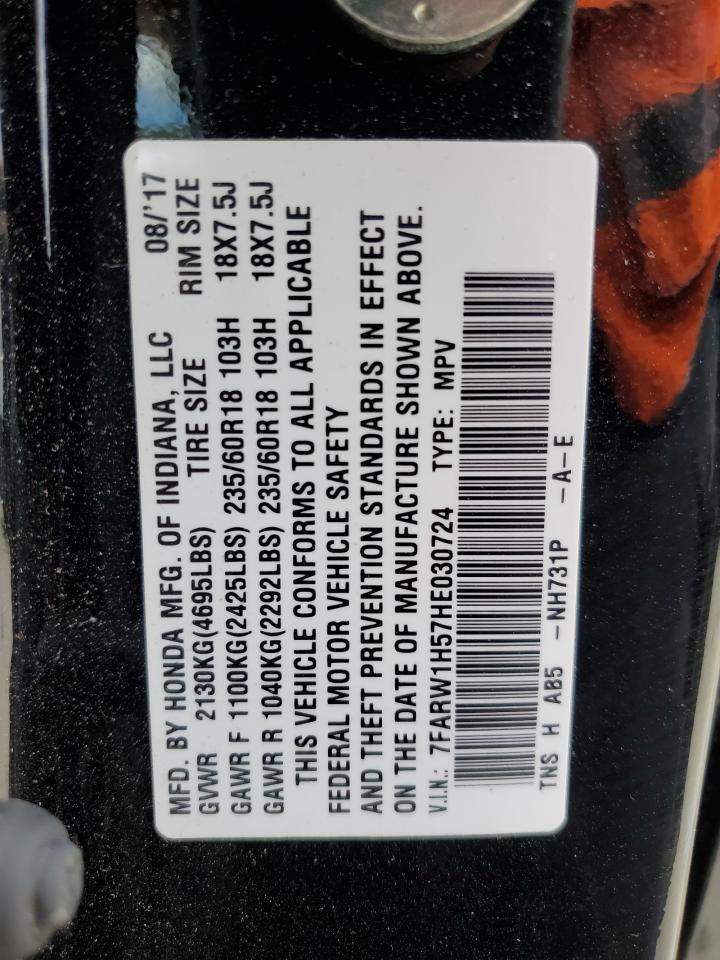 MFD. BY HONDA MFG. OF INDIANA, LLC 08/'17
GVWR 2130KG(4695LBS) TIRE SIZE RIM SIZE
GAWR F 1100KG(2425LBS) 235/60R18 103H 18X7.5J
GAWR R 1040KG(2292LBS) 235/60R18 103H 18X7.5J
THIS VEHICLE CONFORMS TO ALL APPLICABLE
FEDERAL MOTOR VEHICLE SAFETY
AND THEFT PREVENTION STANDARDS IN EFFECT
ON THE DATE OF MANUFACTURE SHOWN ABOVE.
V.I.N.: 7FARW1H57HE030724 TYPE: MPV
TNS H AB5 -NH731P -A-E